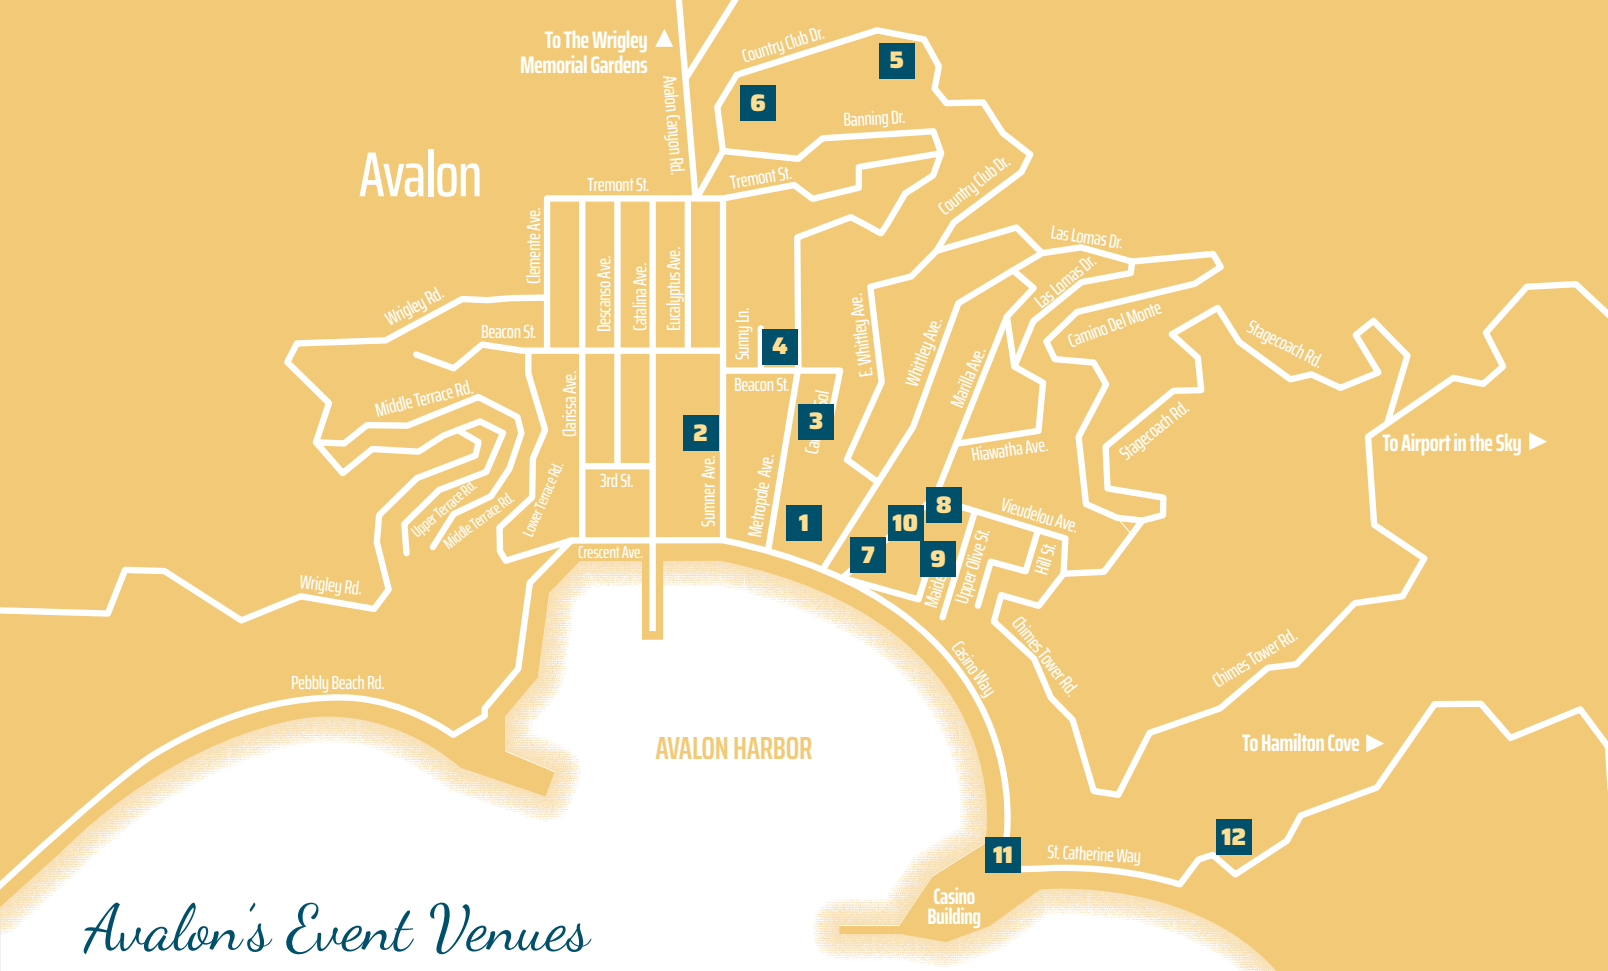 To The Wrigley
Memorial Gardens
Country Club Dr.
5
6
Avalon Canyon Rd.
Banning Dr.
Avalon
Tremont St.
Tremont St.
Country Club Dr.
Clemente Ave.
Descanso Ave.
Catalina Ave.
Eucalyptus Ave.
Las Lomas Dr.
Las Lomas Dr.
Wrigley Rd.
Beacon St.
Sunny Ln.
4
E. Whittley Ave.
Whittley Ave.
Manilla Ave.
Camino Del Monte
Stagecoach Rd.
Middle Terrace Rd.
Clarissa Ave.
Beacon St.
2
3
Stagecoach Rd.
To Airport in the Sky
Hiawatha Ave.
3rd St.
Sumner Ave.
Metropole Ave.
Upper Terrace Rd.
Middle Terrace Rd.
Lower Terrace Rd.
1
8
10
Vieudelou Ave.
7
9
Upper Olive St.
Hill St.
Crescent Ave.
Wrigley Rd.
Casino Way
Chimes Tower Rd.
Chimes Tower Rd.
Pebbly Beach Rd.
AVALON HARBOR
To Hamilton Cove
12
11
St. Catherine Way
Casino
Building
Avalon's Event Venues